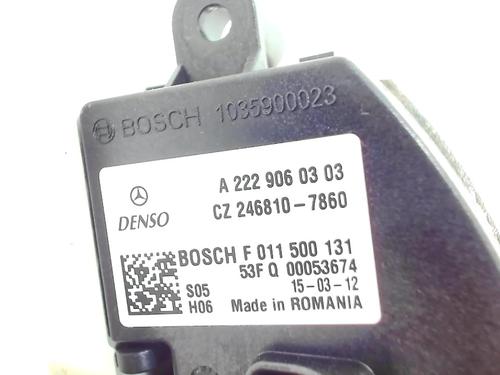 BOSCH 1035900023
A 222 906 03 03
DENSO CZ 246810-7860
BOSCH F 011 500 131
53F Q 00053674
S05 15-03-12
H06 Made in ROMANIA